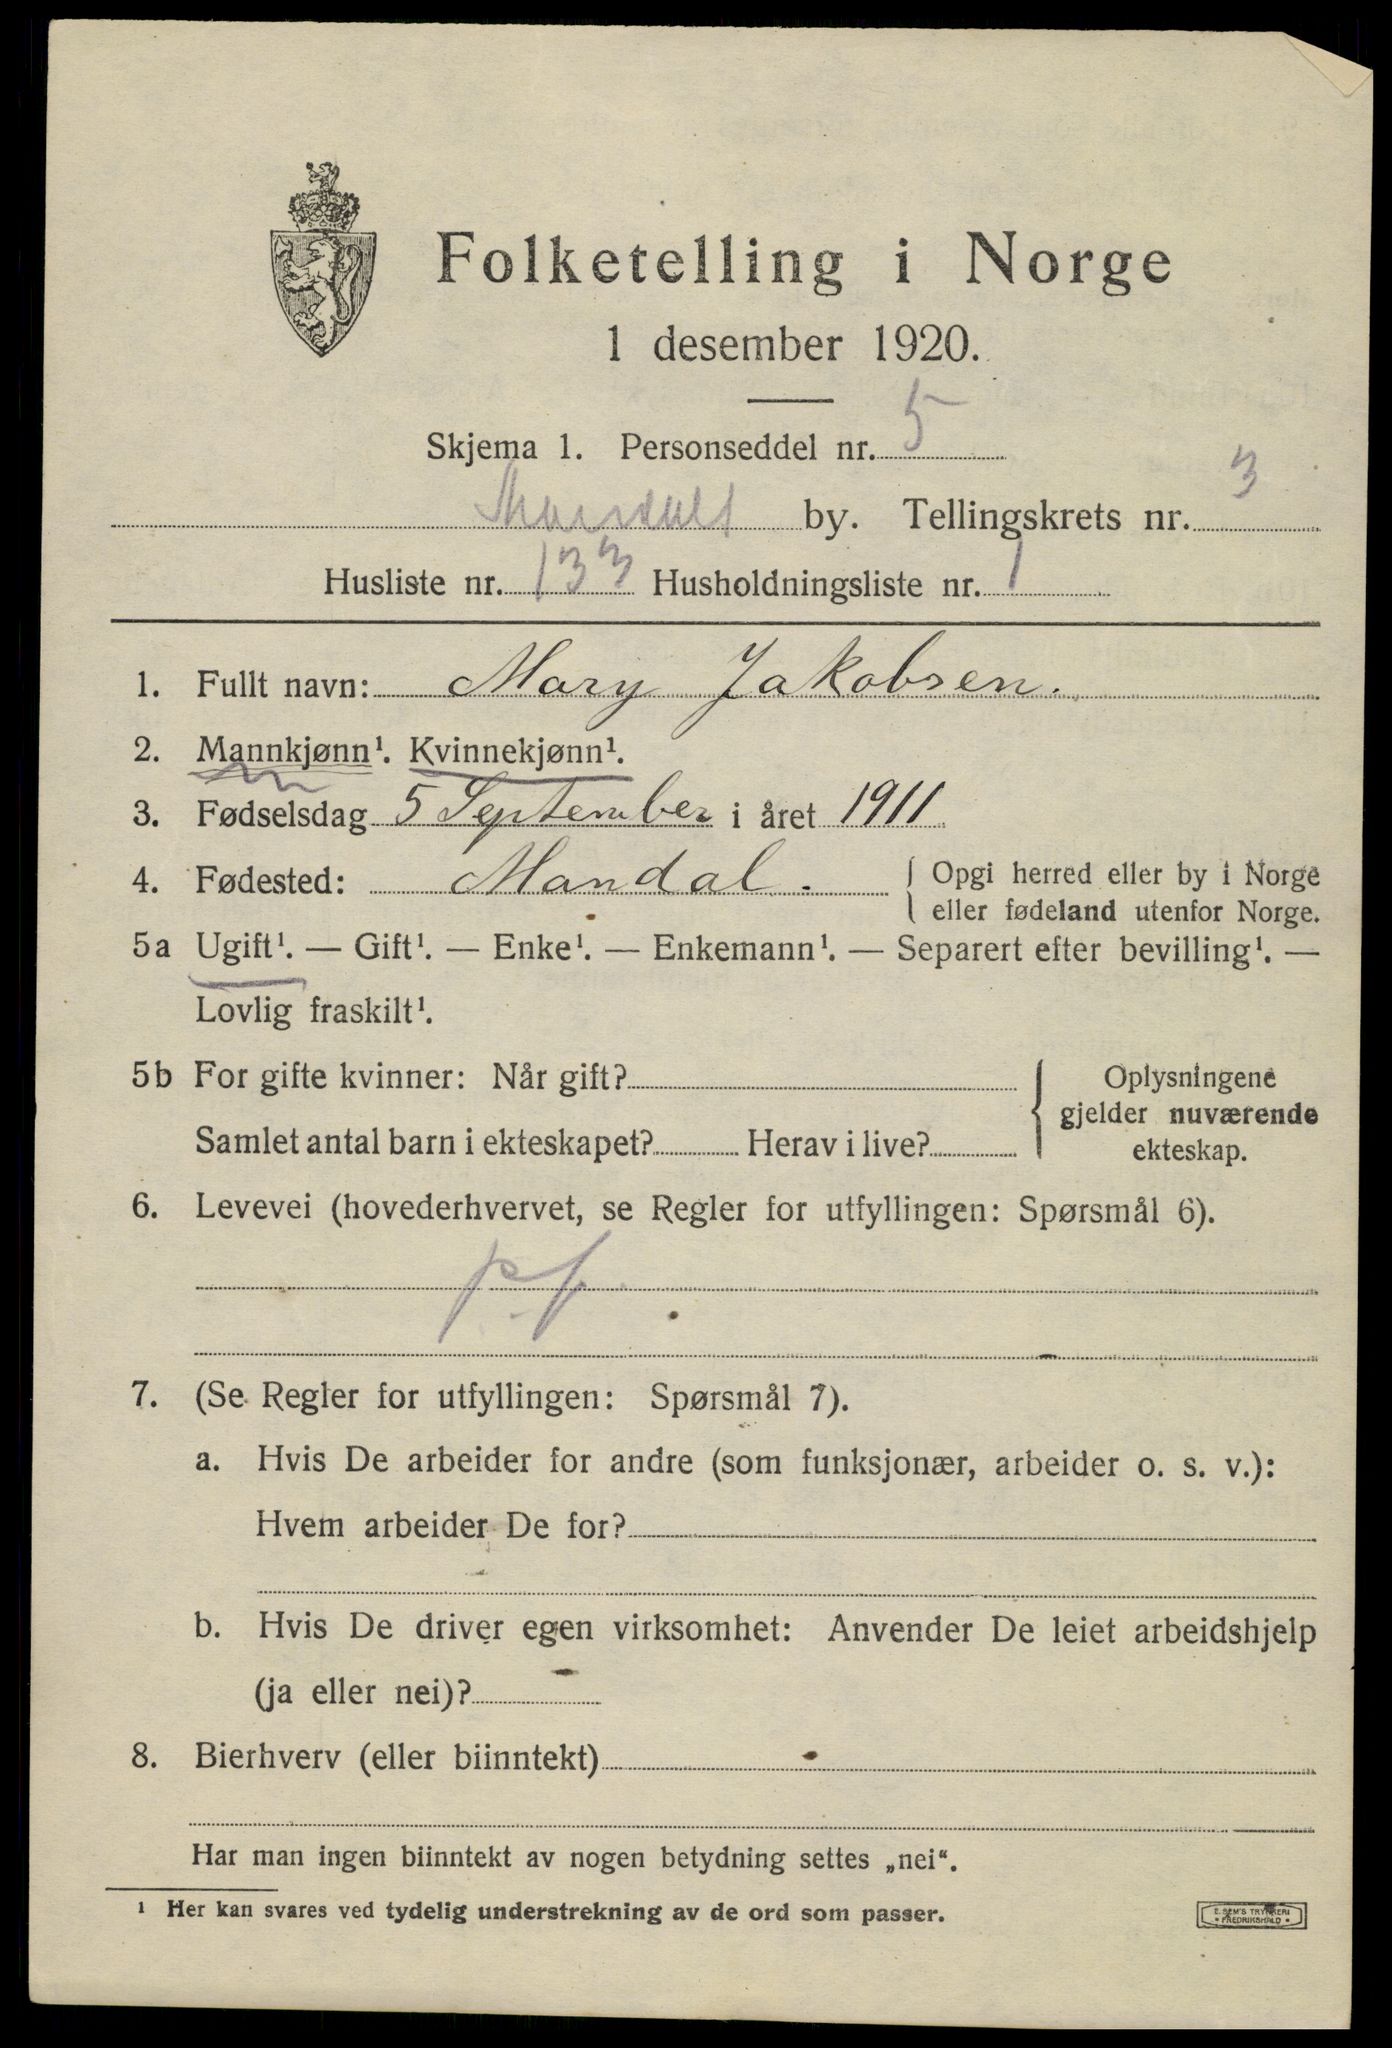 Folketelling i Norge
1 desember 1920.
Skjema 1. Personseddel nr. 5
Mandals by. Tellingskrets nr. 3
Husliste nr. 133 Husholdningsliste nr. 1
1. Fullt navn: Mary Jakobsen.
2. Mannkjønn¹. Kvinnekjønn¹.
3. Fødselsdag 5 September i året 1911
4. Fødested: Mandal. { Opgi herred eller by i Norge
eller fødeland utenfor Norge.
5a Ugift¹. — Gift¹. — Enke¹. — Enkemann¹. — Separert efter bevilling¹. —
Lovlig fraskilt¹.
5b For gifte kvinner: Når gift? { Oplysningene
gjelder nuværende
Samlet antal barn i ekteskapet? Herav i live?
ekteskap.
6. Levevei (hovederhvervet, se Regler for utfyllingen: Spørsmål 6).
pf.
7. (Se Regler for utfyllingen: Spørsmål 7).
a. Hvis De arbeider for andre (som funksjonær, arbeider o. s. v.):
Hvem arbeider De for?
b. Hvis De driver egen virksomhet: Anvender De leiet arbeidshjelp
(ja eller nei)?
8. Bierhverv (eller biinntekt)
Har man ingen biinntekt av nogen betydning settes „nei“.
¹ Her kan svares ved tydelig understrekning av de ord som passer.
E. SEM'S TRYKKERI
• FREDRIKSHALD •